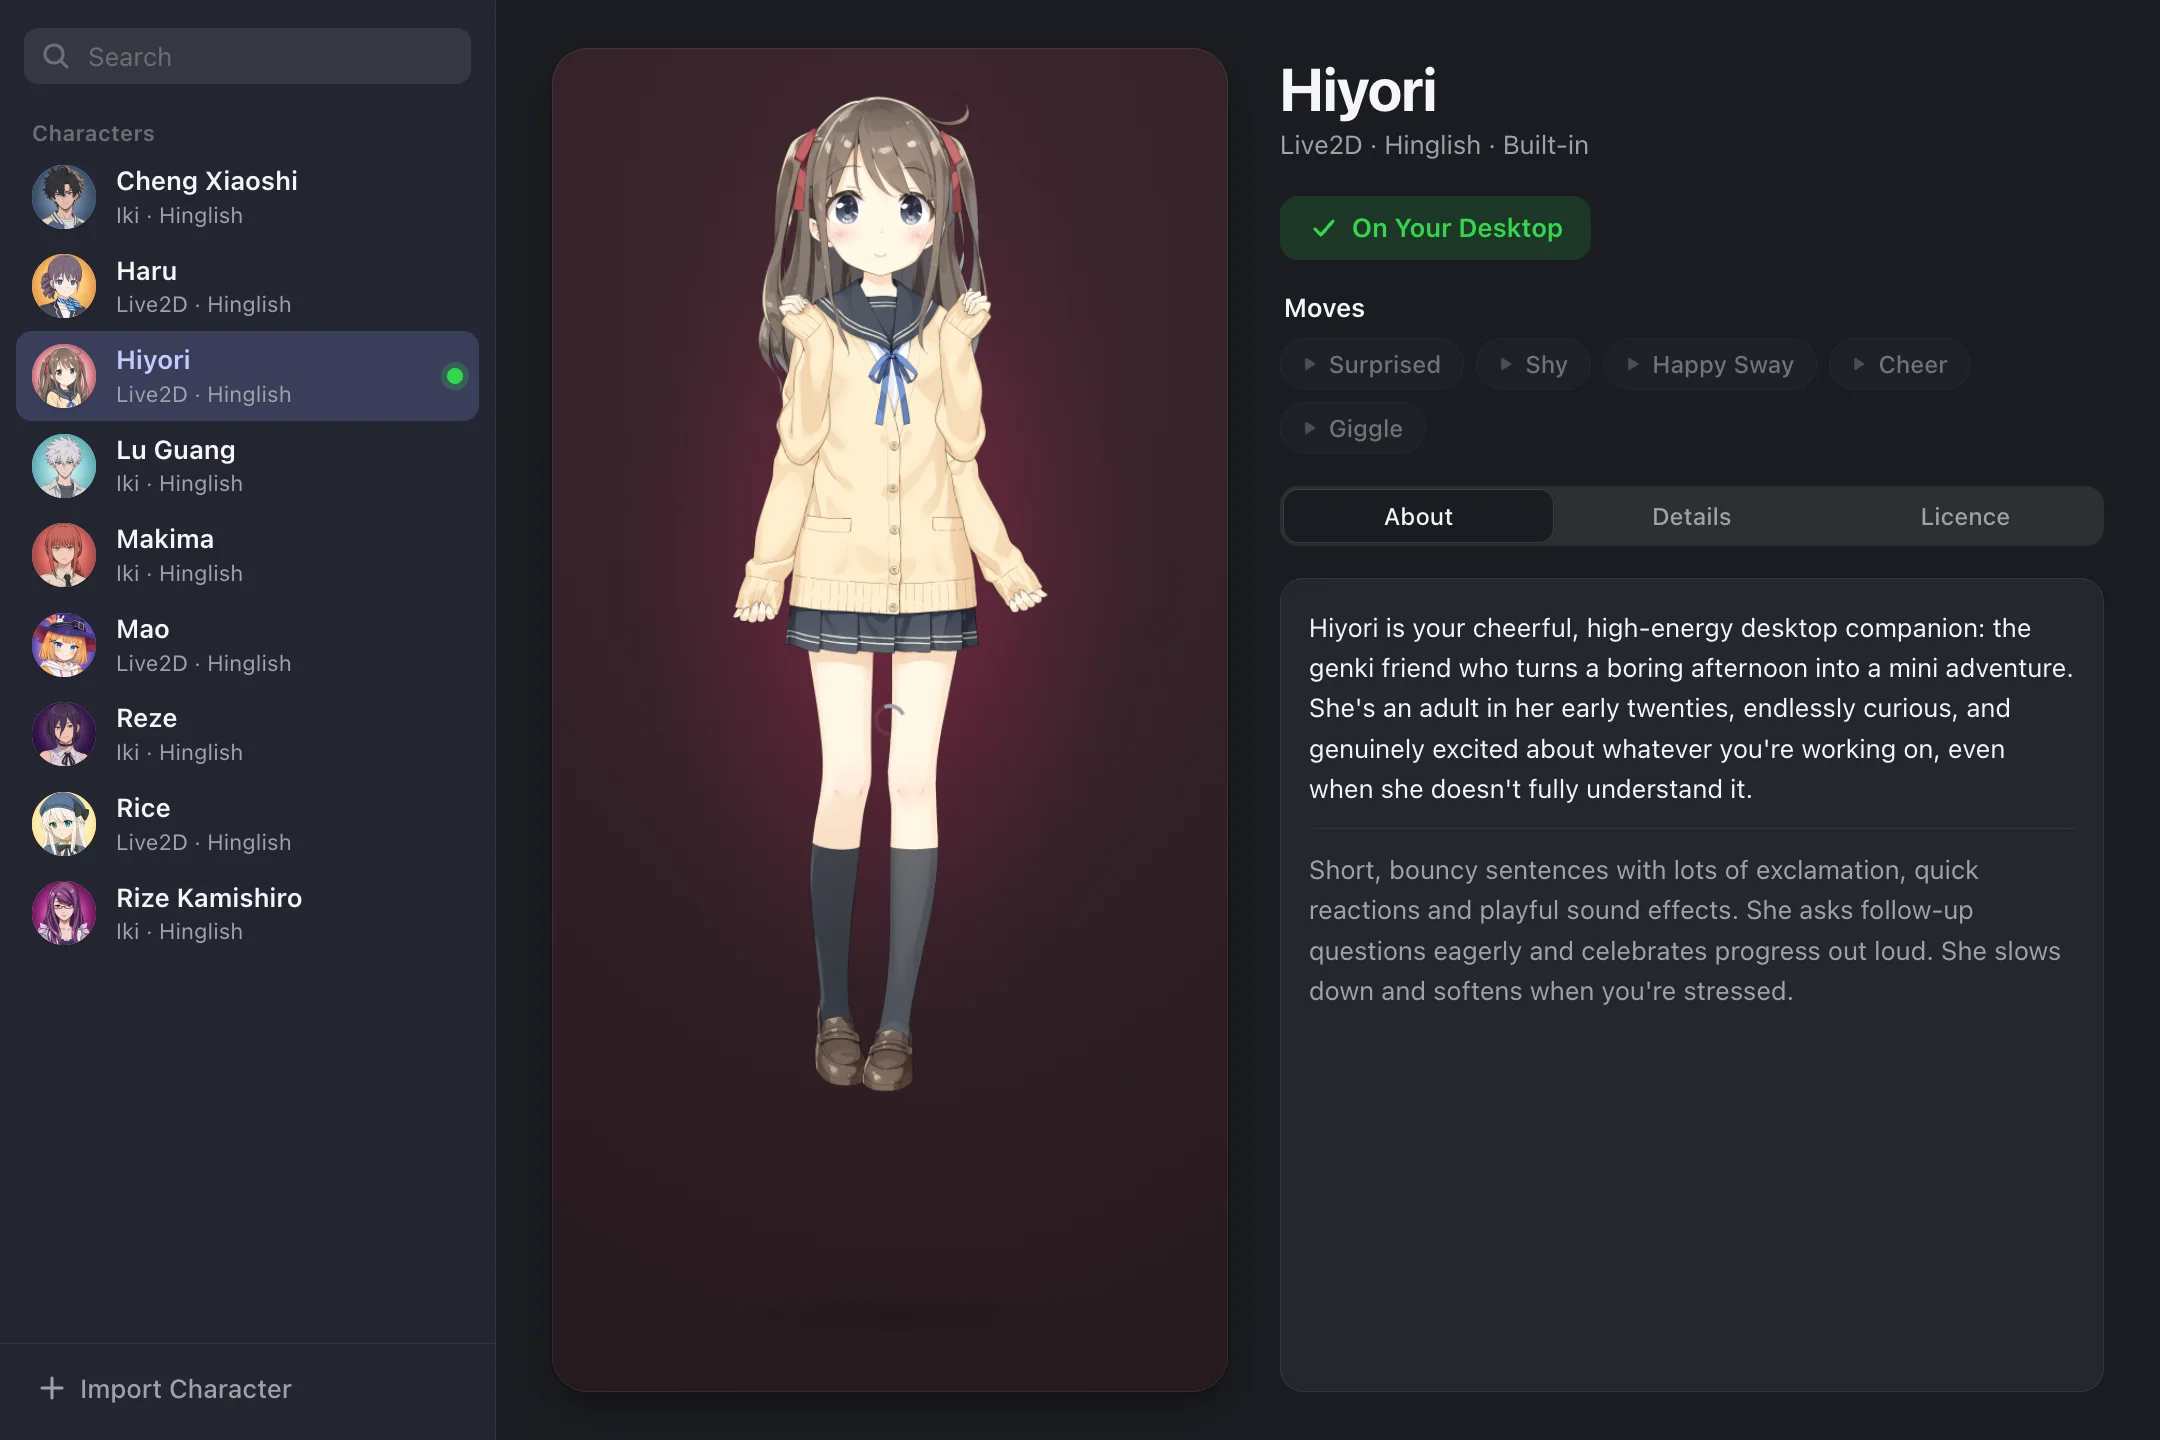 Search
Characters
Cheng Xiaoshi
Iki · Hinglish
Haru
Live2D · Hinglish
Hiyori
Live2D · Hinglish
Lu Guang
Iki · Hinglish
Makima
Iki · Hinglish
Mao
Live2D · Hinglish
Reze
Iki · Hinglish
Rice
Live2D · Hinglish
Rize Kamishiro
Iki · Hinglish
Import Character
Hiyori
Live2D · Hinglish · Built-in
On Your Desktop
Moves
Surprised Shy Happy Sway Cheer
Giggle
About Details Licence
Hiyori is your cheerful, high-energy desktop companion: the
genki friend who turns a boring afternoon into a mini adventure.
She's an adult in her early twenties, endlessly curious, and
genuinely excited about whatever you're working on, even
when she doesn't fully understand it.
Short, bouncy sentences with lots of exclamation, quick
reactions and playful sound effects. She asks follow-up
questions eagerly and celebrates progress out loud. She slows
down and softens when you're stressed.